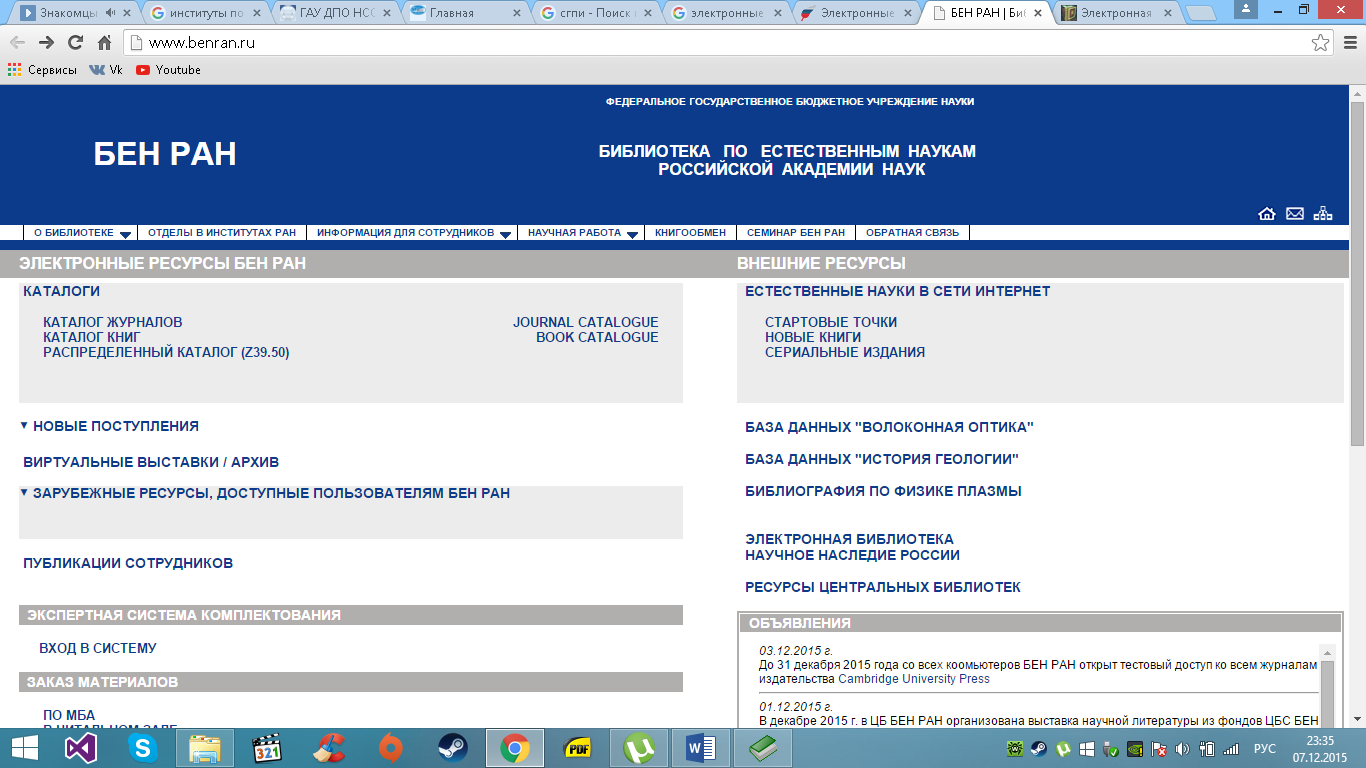 Знакомцы
институты по
ГАУ ДПО НСО
Главная
сгпи - Поиск
электронные
Электронные
БЕН РАН | Биб
Электронная
www.benran.ru
Сервисы Vk Youtube
ФЕДЕРАЛЬНОЕ ГОСУДАРСТВЕННОЕ БЮДЖЕТНОЕ УЧРЕЖДЕНИЕ НАУКИ
БЕН РАН
БИБЛИОТЕКА ПО ЕСТЕСТВЕННЫМ НАУКАМ
РОССИЙСКОЙ АКАДЕМИИ НАУК
О БИБЛИОТЕКЕ ОТДЕЛЫ В ИНСТИТУТАХ РАН ИНФОРМАЦИЯ ДЛЯ СОТРУДНИКОВ НАУЧНАЯ РАБОТА КНИГООБМЕН СЕМИНАР БЕН РАН ОБРАТНАЯ СВЯЗЬ
ЭЛЕКТРОННЫЕ РЕСУРСЫ БЕН РАН
КАТАЛОГИ
КАТАЛОГ ЖУРНАЛОВ JOURNAL CATALOGUE
КАТАЛОГ КНИГ BOOK CATALOGUE
РАСПРЕДЕЛЕННЫЙ КАТАЛОГ (Z39.50)
НОВЫЕ ПОСТУПЛЕНИЯ
ВИРТУАЛЬНЫЕ ВЫСТАВКИ / АРХИВ
ЗАРУБЕЖНЫЕ РЕСУРСЫ, ДОСТУПНЫЕ ПОЛЬЗОВАТЕЛЯМ БЕН РАН
ПУБЛИКАЦИИ СОТРУДНИКОВ
ЭКСПЕРТНАЯ СИСТЕМА КОМПЛЕКТОВАНИЯ
ВХОД В СИСТЕМУ
ЗАКАЗ МАТЕРИАЛОВ
ПО МБА
В ЧИТАЛЬНОМ ЗАЛЕ
ВНЕШНИЕ РЕСУРСЫ
ЕСТЕСТВЕННЫЕ НАУКИ В СЕТИ ИНТЕРНЕТ
СТАРТОВЫЕ ТОЧКИ
НОВЫЕ КНИГИ
СЕРИАЛЬНЫЕ ИЗДАНИЯ
БАЗА ДАННЫХ "ВОЛОКОННАЯ ОПТИКА"
БАЗА ДАННЫХ "ИСТОРИЯ ГЕОЛОГИИ"
БИБЛИОГРАФИЯ ПО ФИЗИКЕ ПЛАЗМЫ
ЭЛЕКТРОННАЯ БИБЛИОТЕКА
НАУЧНОЕ НАСЛЕДИЕ РОССИИ
РЕСУРСЫ ЦЕНТРАЛЬНЫХ БИБЛИОТЕК
ОБЪЯВЛЕНИЯ
03.12.2015 г.
До 31 декабря 2015 года со всех коомьютеров БЕН РАН открыт тестовый доступ ко всем журналам
издательства Cambridge University Press
01.12.2015 г.
В декабре 2015 г. в ЦБ БЕН РАН организована выставка научной литературы из фондов ЦБС БЕН
321
PDF
РУС
23:35
07.12.2015